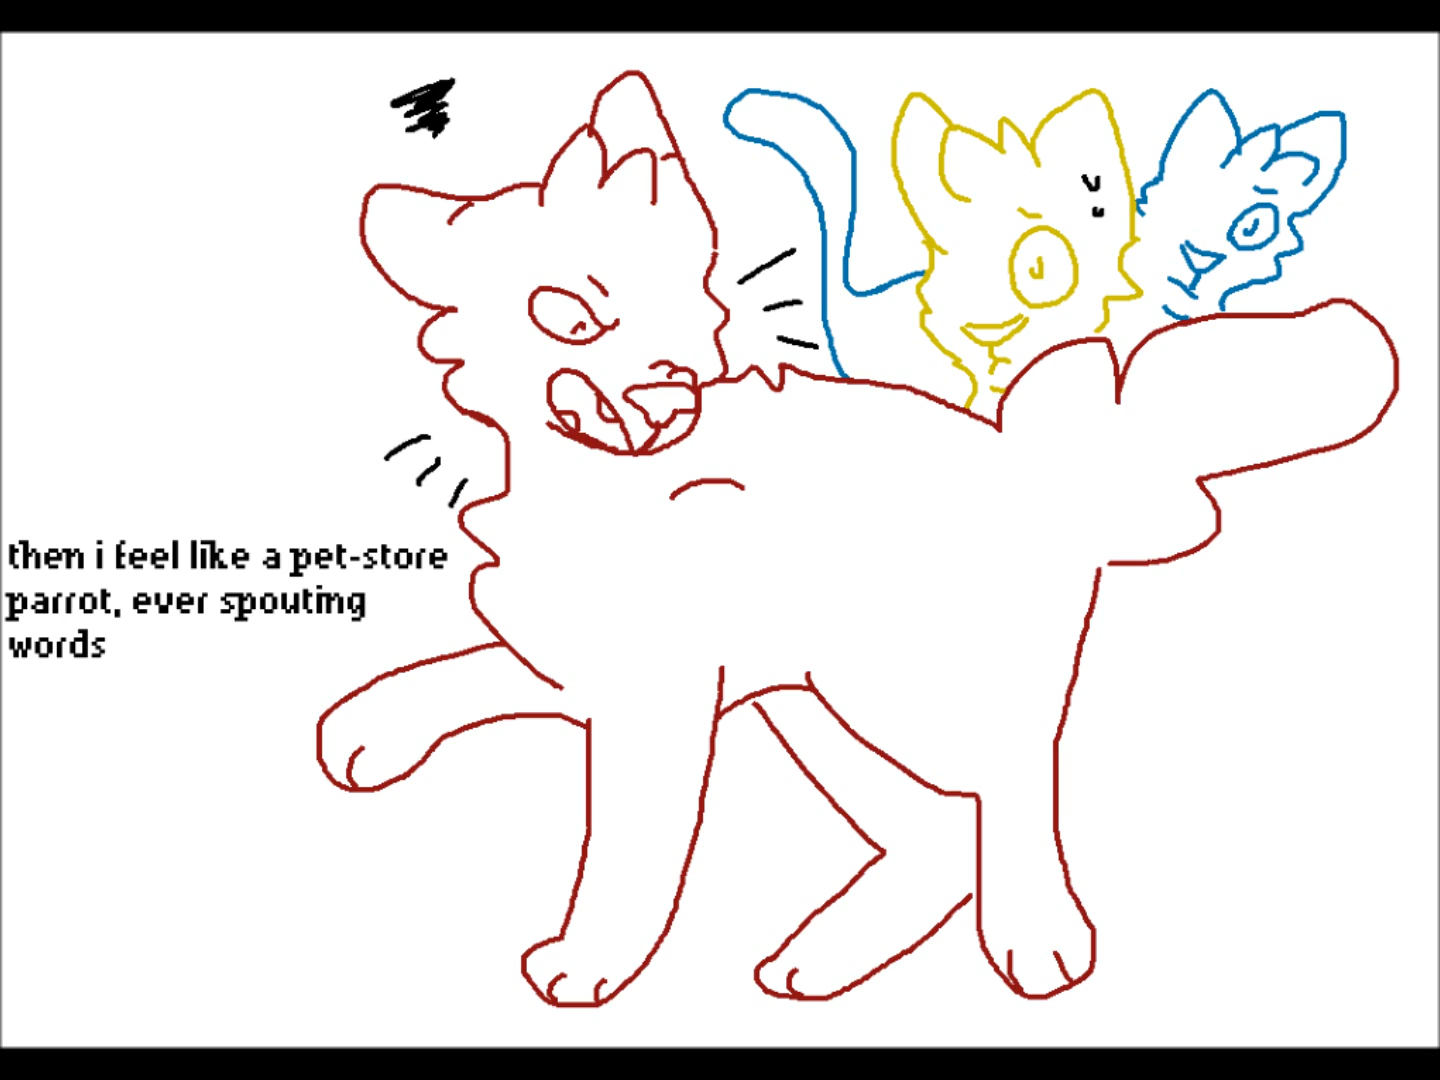 then i feel like a pet-store
parrot, ever spouting
words